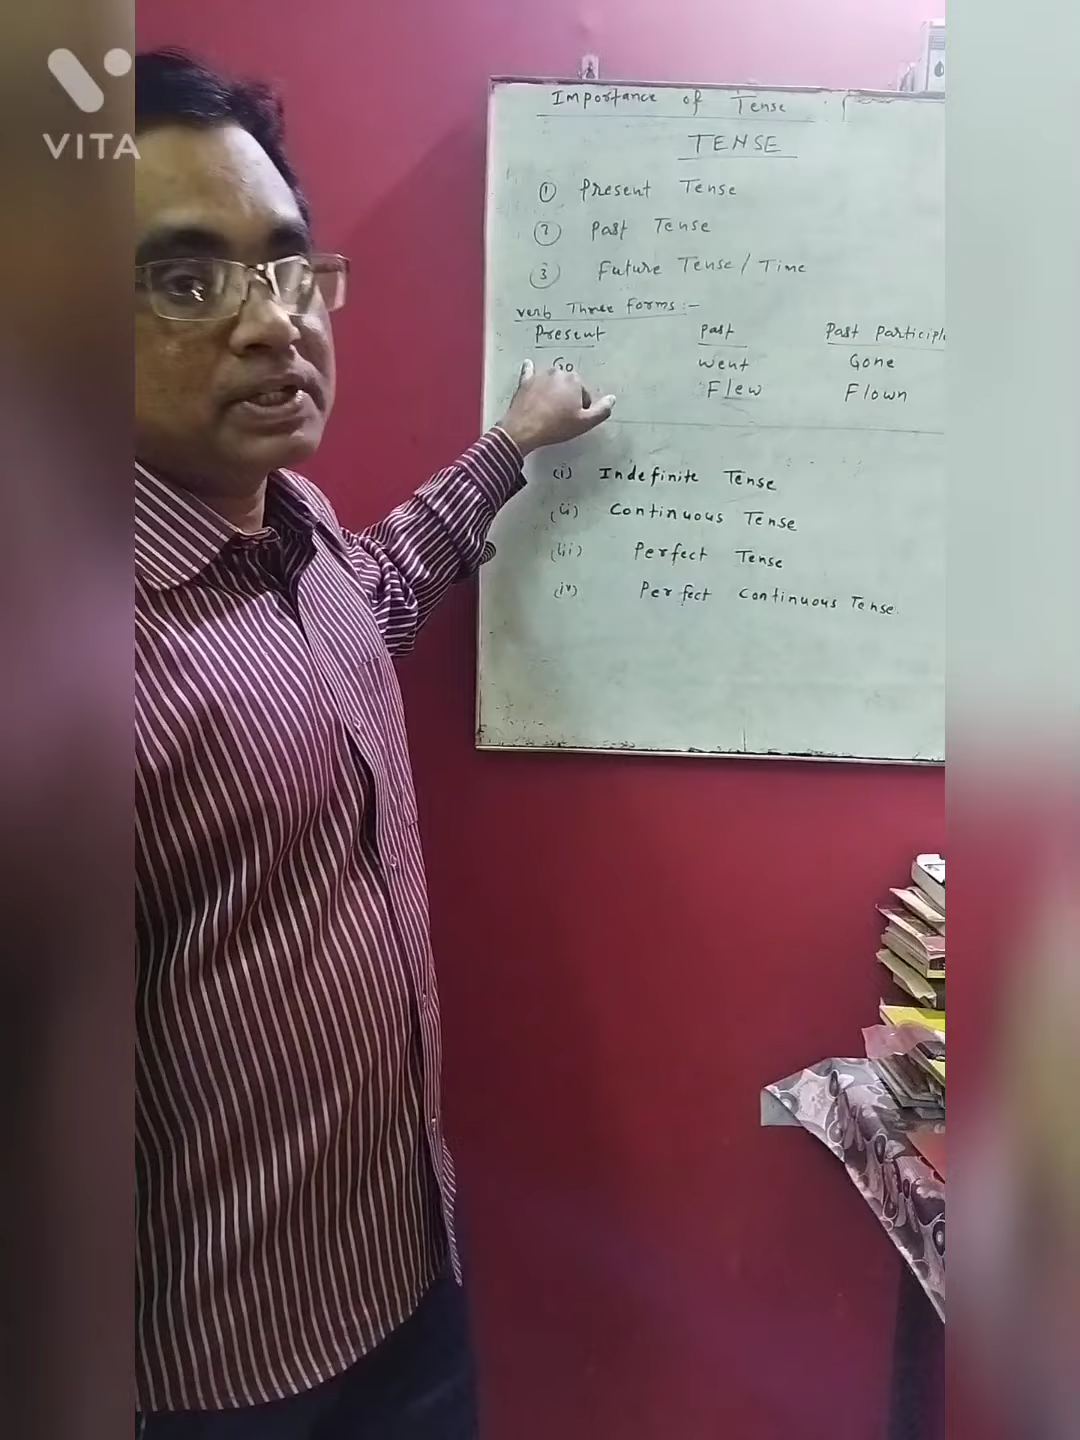 VITA
Importance of Tense
TENSE
① Present Tense
② Past Tense
③ Future Tense / Time
Verb Three Forms :-
Present Past Past Participle
Go Went Gone
Flew Flown
(i) Indefinite Tense
(ii) Continuous Tense
(iii) Perfect Tense
(iv) Perfect Continuous Tense.